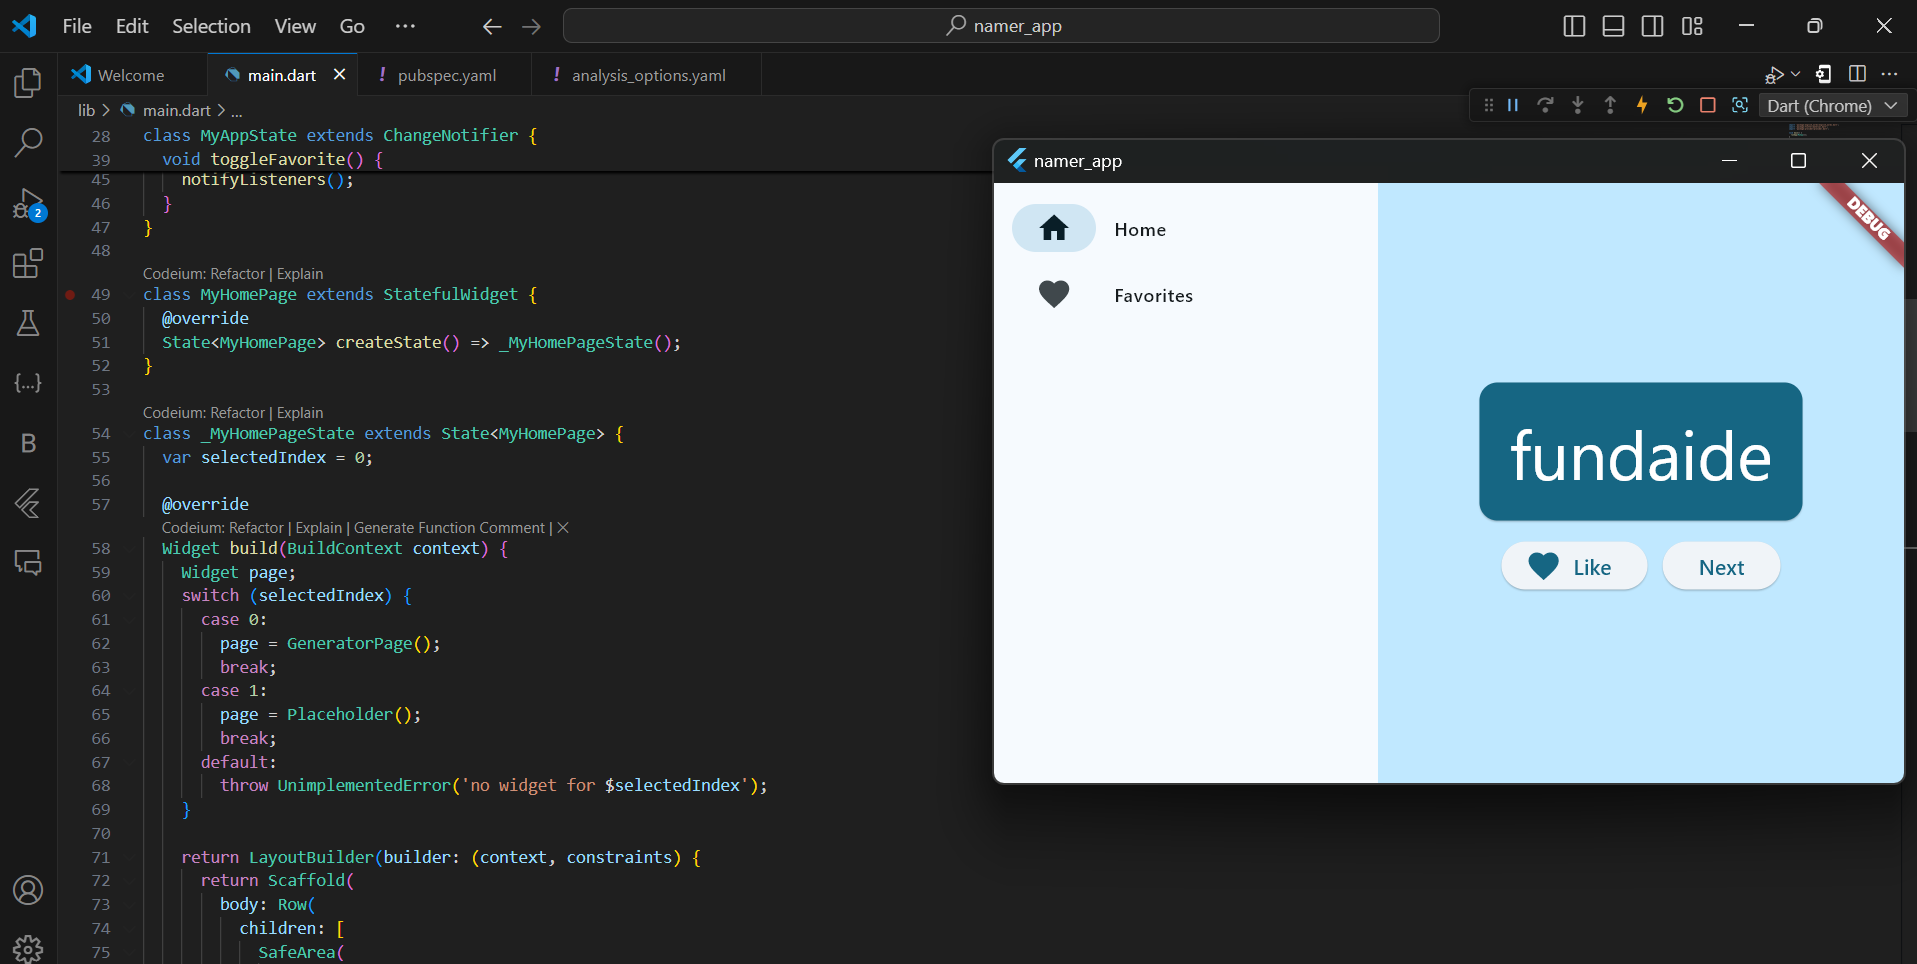 File Edit Selection View Go ··· namer_app
Welcome main.dart pubspec.yaml analysis_options.yaml
lib > main.dart > ...
Dart (Chrome)
28 class MyAppState extends ChangeNotifier {
39 void toggleFavorite() {
45 notifyListeners();
46 }
47 }
48
Codeium: Refactor | Explain
49 class MyHomePage extends StatefulWidget {
50 @override
51 State<MyHomePage> createState() => _MyHomePageState();
52 }
53
Codeium: Refactor | Explain
54 class _MyHomePageState extends State<MyHomePage> {
55 var selectedIndex = 0;
56
57 @override
Codeium: Refactor | Explain | Generate Function Comment | ×
58 Widget build(BuildContext context) {
59 Widget page;
60 switch (selectedIndex) {
61 case 0:
62 page = GeneratorPage();
63 break;
64 case 1:
65 page = Placeholder();
66 break;
67 default:
68 throw UnimplementedError('no widget for $selectedIndex');
69 }
70
71 return LayoutBuilder(builder: (context, constraints) {
72 return Scaffold(
73 body: Row(
74 children: [
75 SafeArea(
2
B
namer_app
DEBUG
Home
Favorites
fundaide
Like Next